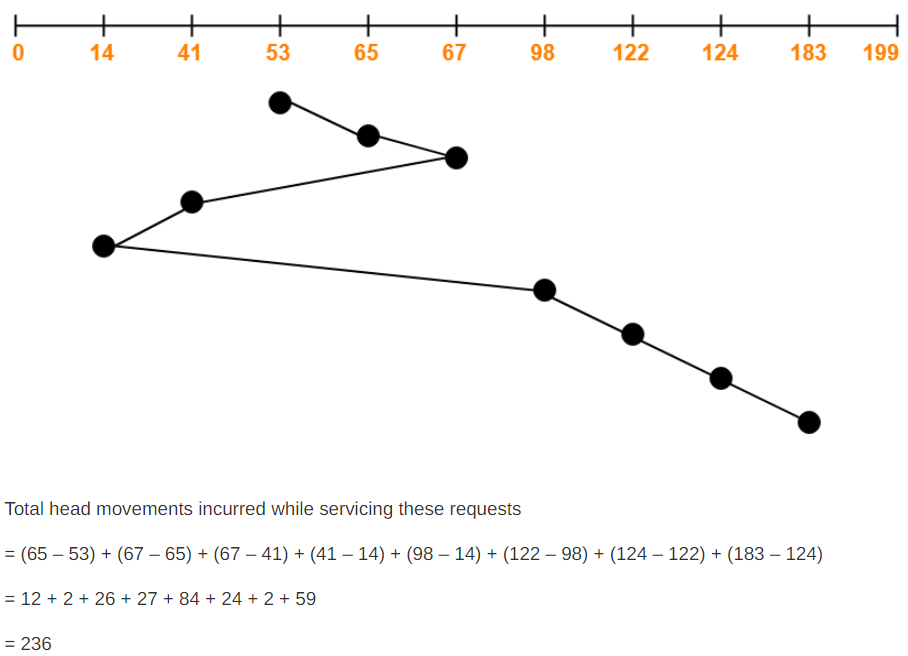 0 14 41 53 65 67 98 122 124 183 199
Total head movements incurred while servicing these requests
= (65 – 53) + (67 – 65) + (67 – 41) + (41 – 14) + (98 – 14) + (122 – 98) + (124 – 122) + (183 – 124)
= 12 + 2 + 26 + 27 + 84 + 24 + 2 + 59
= 236